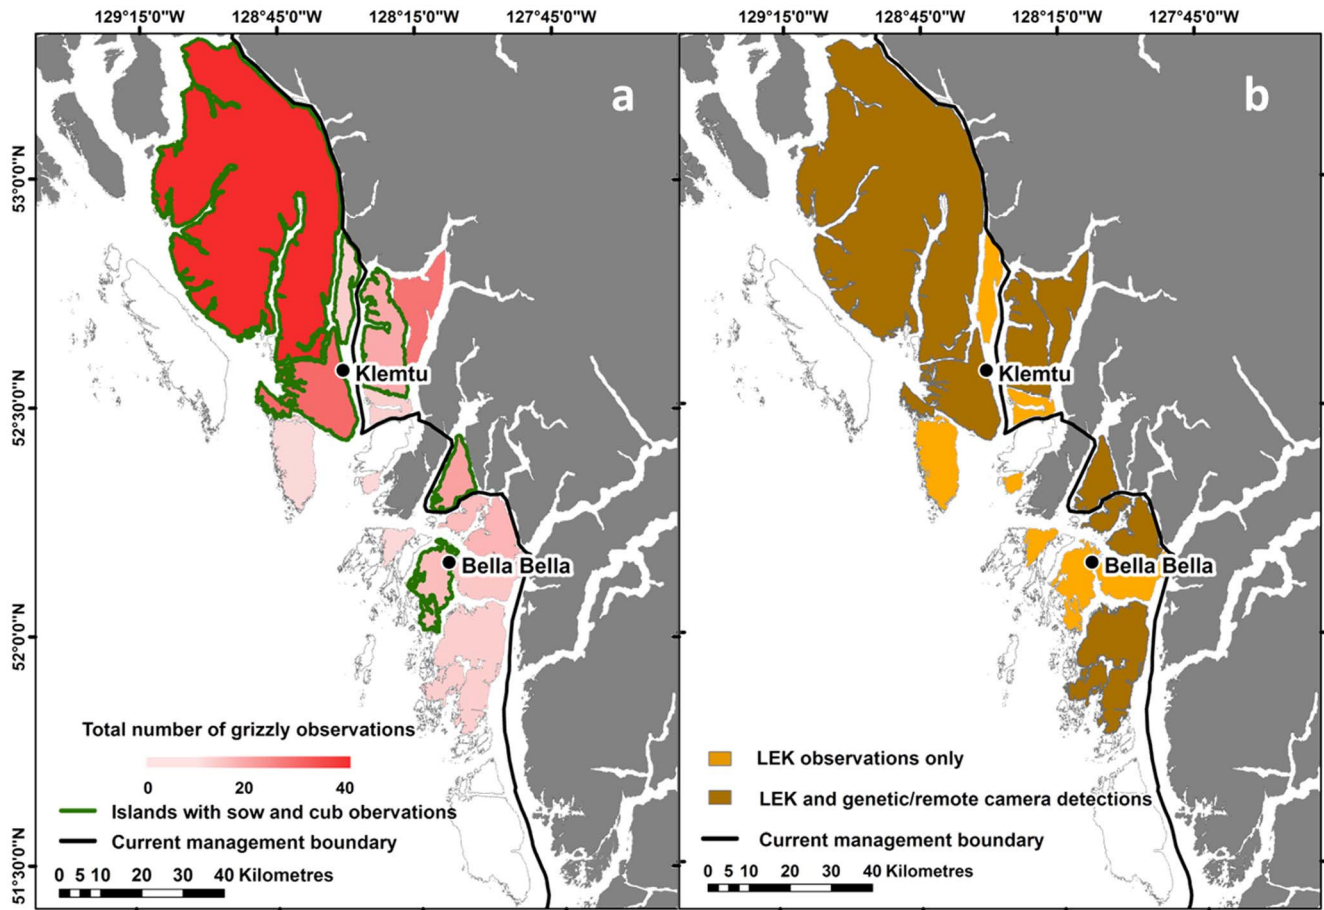 129°15'0"W 128°45'0"W 128°15'0"W 127°45'0"W
129°15'0"W 128°45'0"W 128°15'0"W 127°45'0"W
a
b
53°0'0"N
52°30'0"N
52°0'0"N
51°30'0"N
Klemtu
Bella Bella
Klemtu
Bella Bella
Total number of grizzly observations
0 20 40
Islands with sow and cub obervations
Current management boundary
0 5 10 20 30 40 Kilometres
LEK observations only
LEK and genetic/remote camera detections
Current management boundary
0 5 10 20 30 40 Kilometres